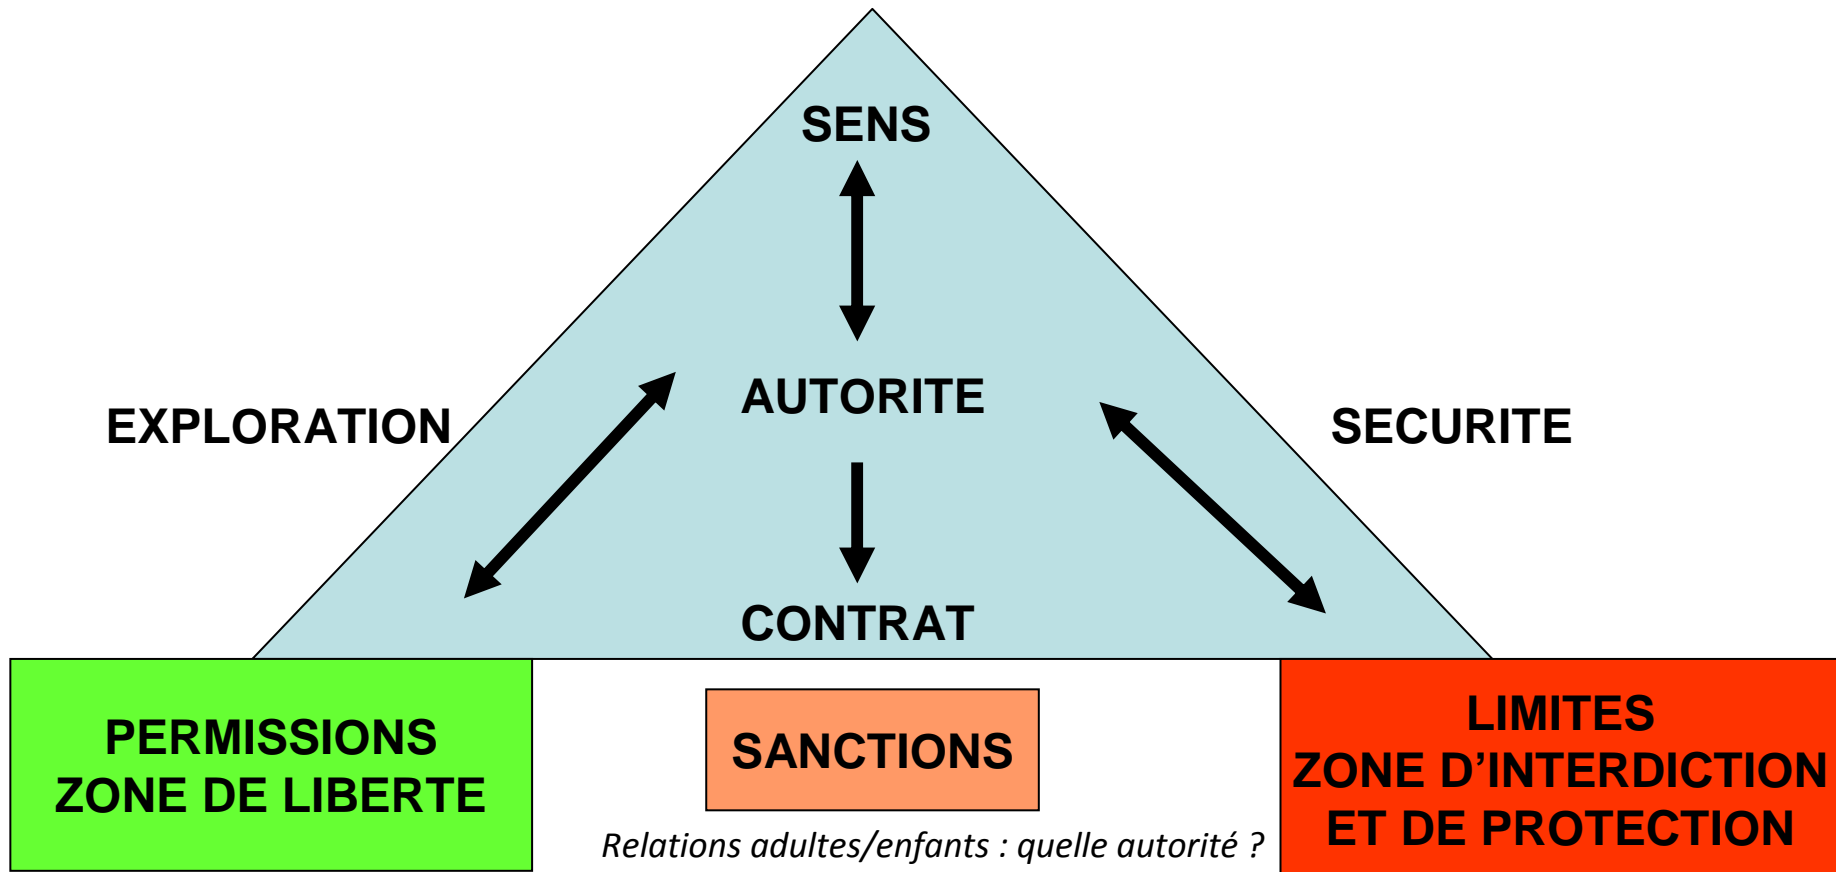 SENS
AUTORITE
EXPLORATION
SECURITE
CONTRAT
PERMISSIONS
ZONE DE LIBERTE
SANCTIONS
LIMITES
ZONE D’INTERDICTION
ET DE PROTECTION
Relations adultes/enfants : quelle autorité ?